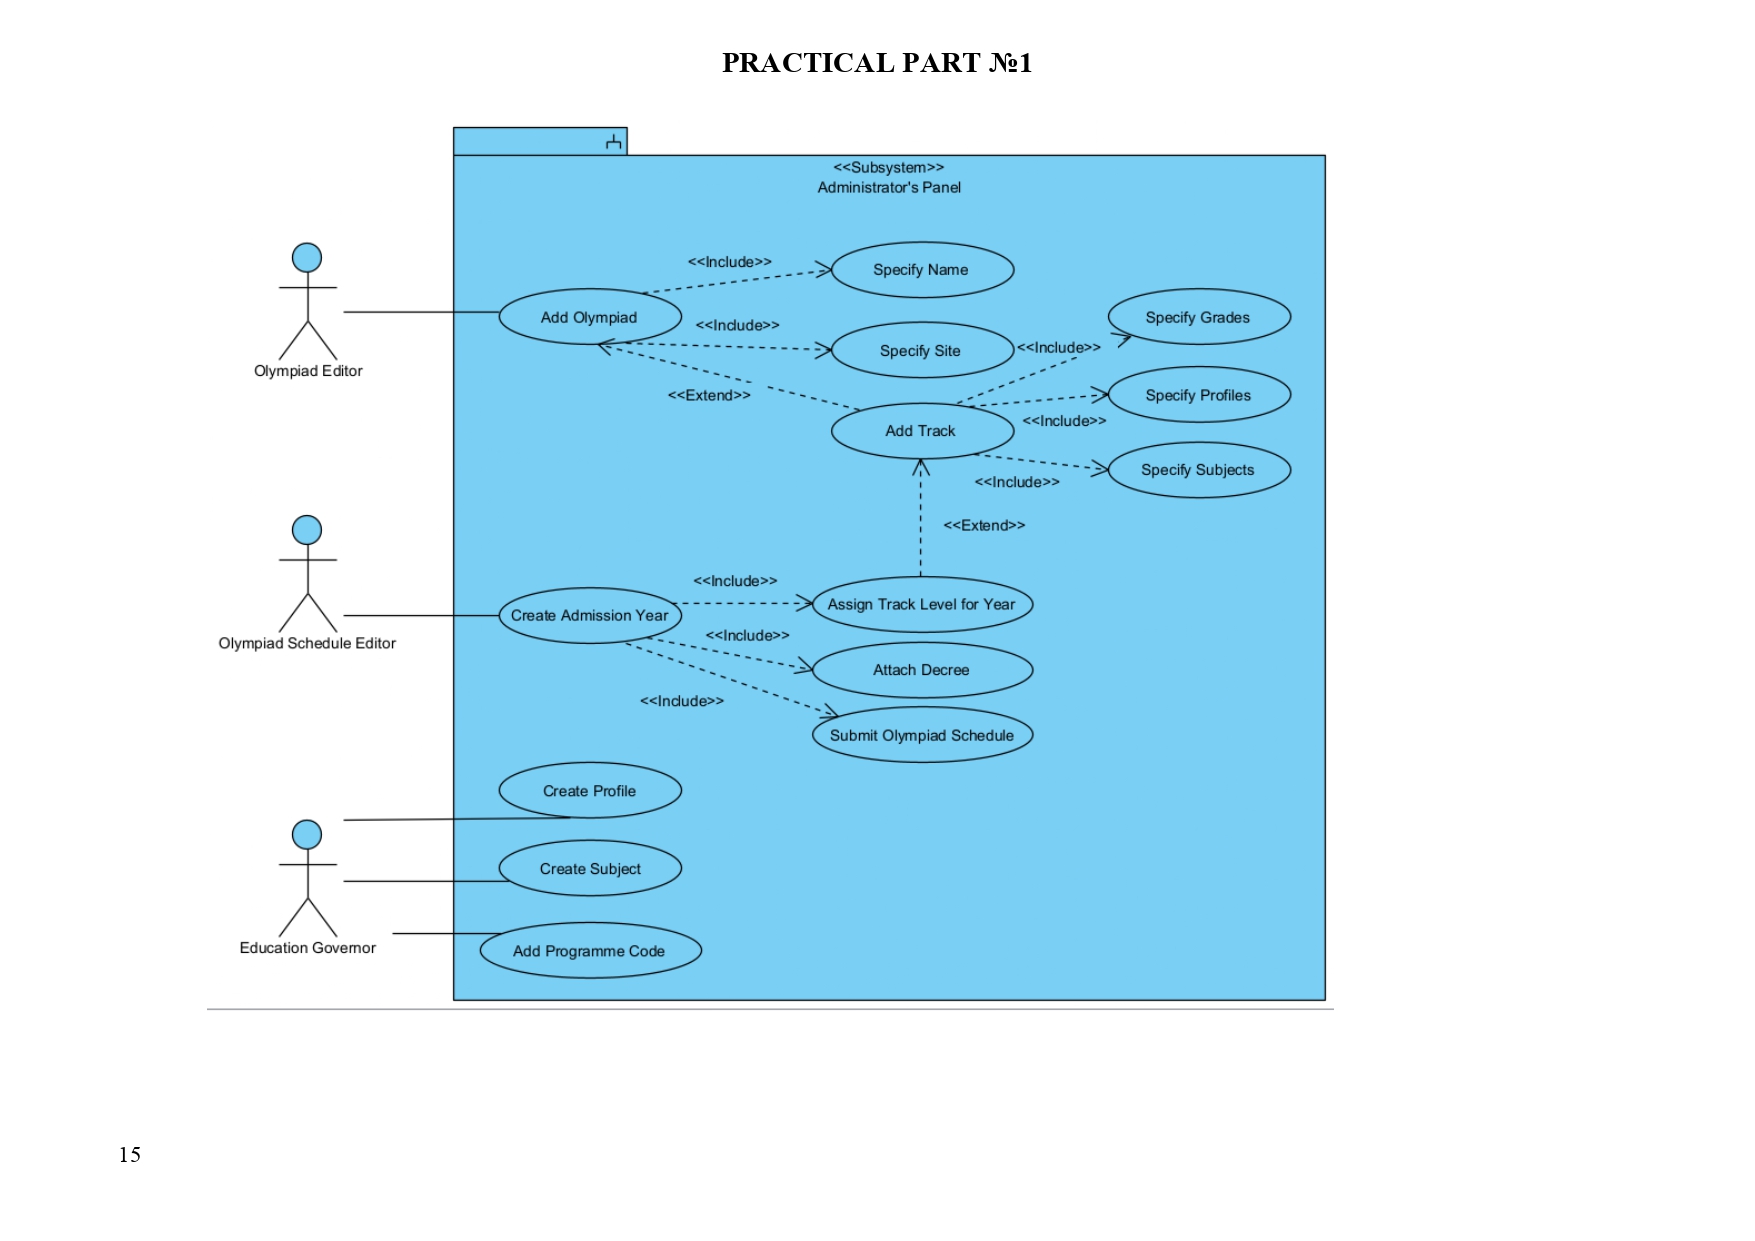 PRACTICAL PART №1
<<Subsystem>>
Administrator's Panel
<<Include>>
Specify Name
Add Olympiad
<<Include>>
Specify Site
Specify Grades
<<Include>>
Olympiad Editor
<<Extend>>
Specify Profiles
Add Track
<<Include>>
Specify Subjects
<<Include>>
<<Extend>>
<<Include>>
Create Admission Year
Assign Track Level for Year
<<Include>>
Olympiad Schedule Editor
Attach Decree
<<Include>>
Submit Olympiad Schedule
Create Profile
Create Subject
Education Governor
Add Programme Code
15